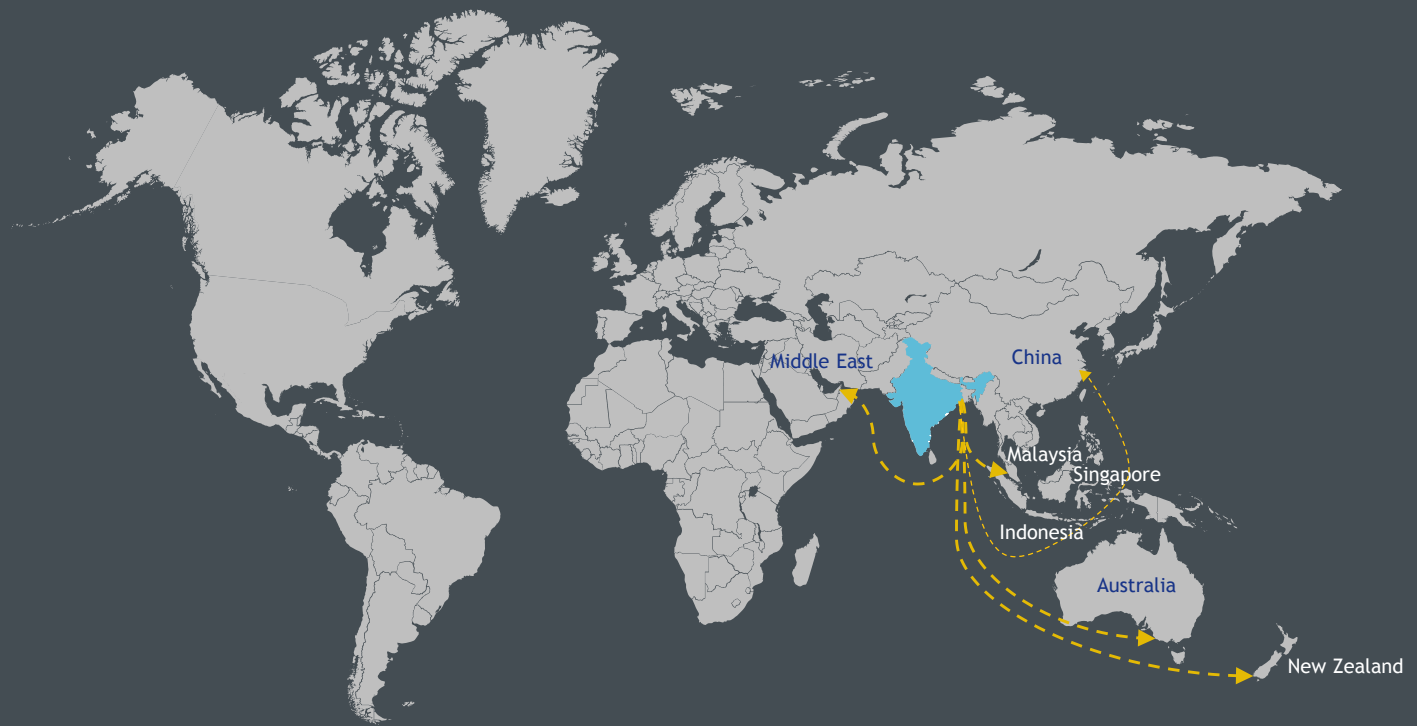 Middle East
China
Malaysia
Singapore
Indonesia
Australia
New Zealand